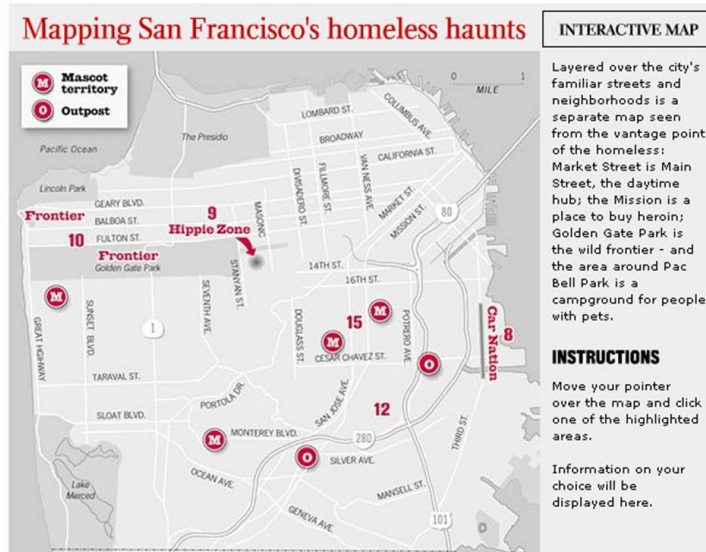 Mapping San Francisco's homeless haunts
INTERACTIVE MAP
M Mascot
territory
O Outpost
0 1
MILE
Pacific Ocean
The Presidio
Lincoln Park
LOMBARD ST.
COLUMBUS AVE.
BROADWAY
CALIFORNIA ST.
DIVISADERO ST.
FILLMORE ST.
VAN NESS AVE.
MARKET ST.
MISSION ST.
80
GEARY BLVD.
Frontier
BALBOA ST.
9
Hippie Zone
MASONIC
10
FULTON ST.
Frontier
Golden Gate Park
STANYAN ST.
14TH ST.
16TH ST.
M
GREAT HIGHWAY
SUNSET BLVD.
1
SEVENTH AVE.
DOUGLASS ST.
15
M
M
POTRERO AVE.
Car Nation
8
CESAR CHAVEZ ST.
O
TARAVAL ST.
PORTOLA DR.
SAN JOSE AVE.
12
SLOAT BLVD.
M
MONTEREY BLVD.
280
THIRD ST.
O
SILVER AVE.
OCEAN AVE.
Lake
Merced
MANSELL ST.
GENEVA AVE.
101
Layered over the city's
familiar streets and
neighborhoods is a
separate map seen
from the vantage point
of the homeless:
Market Street is Main
Street, the daytime
hub; the Mission is a
place to buy heroin;
Golden Gate Park is
the wild frontier - and
the area around Pac
Bell Park is a
campground for people
with pets.
INSTRUCTIONS
Move your pointer
over the map and click
one of the highlighted
areas.
Information on your
choice will be
displayed here.